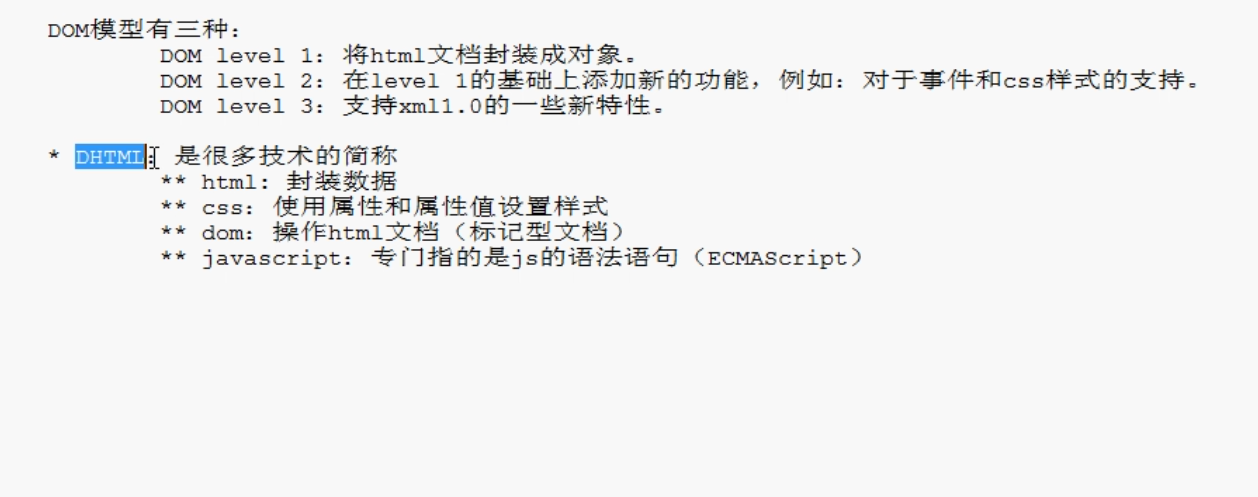 DOM模型有三种:
DOM level 1: 将html文档封装成对象。
DOM level 2: 在level 1的基础上添加新的功能，例如: 对于事件和css样式的支持。
DOM level 3: 支持xml1.0的一些新特性。
* DHTML: 是很多技术的简称
** html: 封装数据
** css: 使用属性和属性值设置样式
** dom: 操作html文档（标记型文档）
** javascript: 专门指的是js的语法语句（ECMAScript）